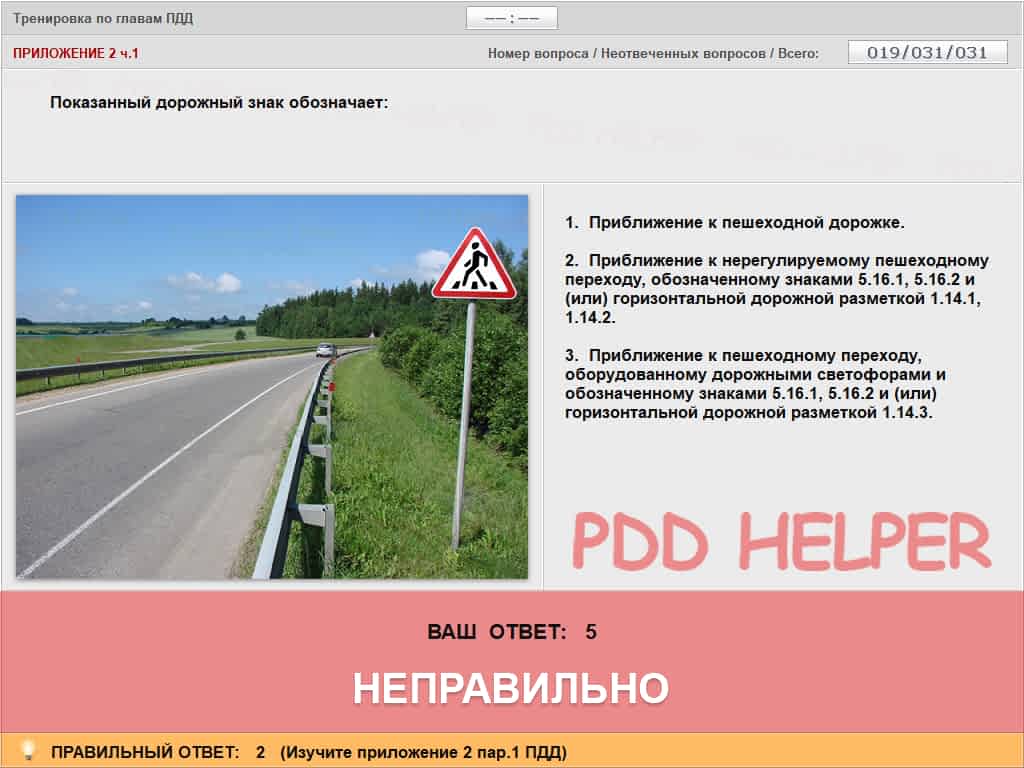 Тренировка по главам ПДД
—— : ——
ПРИЛОЖЕНИЕ 2 ч.1
Номер вопроса / Неотвеченных вопросов / Всего:
019/031/031
Показанный дорожный знак обозначает:
1. Приближение к пешеходной дорожке.
2. Приближение к нерегулируемому пешеходному
переходу, обозначенному знаками 5.16.1, 5.16.2 и
(или) горизонтальной дорожной разметкой 1.14.1,
1.14.2.
3. Приближение к пешеходному переходу,
оборудованному дорожными светофорами и
обозначенному знаками 5.16.1, 5.16.2 и (или)
горизонтальной дорожной разметкой 1.14.3.
PDD HELPER
ВАШ ОТВЕТ: 5
НЕПРАВИЛЬНО
ПРАВИЛЬНЫЙ ОТВЕТ: 2 (Изучите приложение 2 пар.1 ПДД)